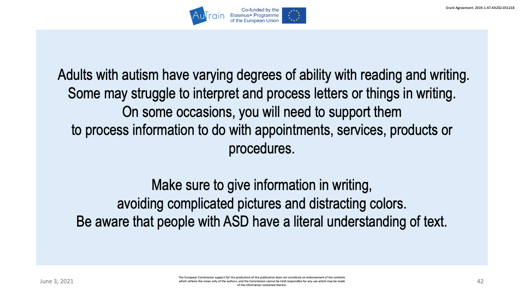 AuTrain
Co-funded by the
Erasmus+ Programme
of the European Union
Grant Agreement: 2019-1-AT-KA202-051218
Adults with autism have varying degrees of ability with reading and writing.
Some may struggle to interpret and process letters or things in writing.
On some occasions, you will need to support them
to process information to do with appointments, services, products or
procedures.
Make sure to give information in writing,
avoiding complicated pictures and distracting colors.
Be aware that people with ASD have a literal understanding of text.
June 3, 2021
The European Commission support for the production of this publication does not constitute an endorsement of the contents
which reflects the views only of the authors, and the Commission cannot be held responsible for any use which may be made
of the information contained therein.
42